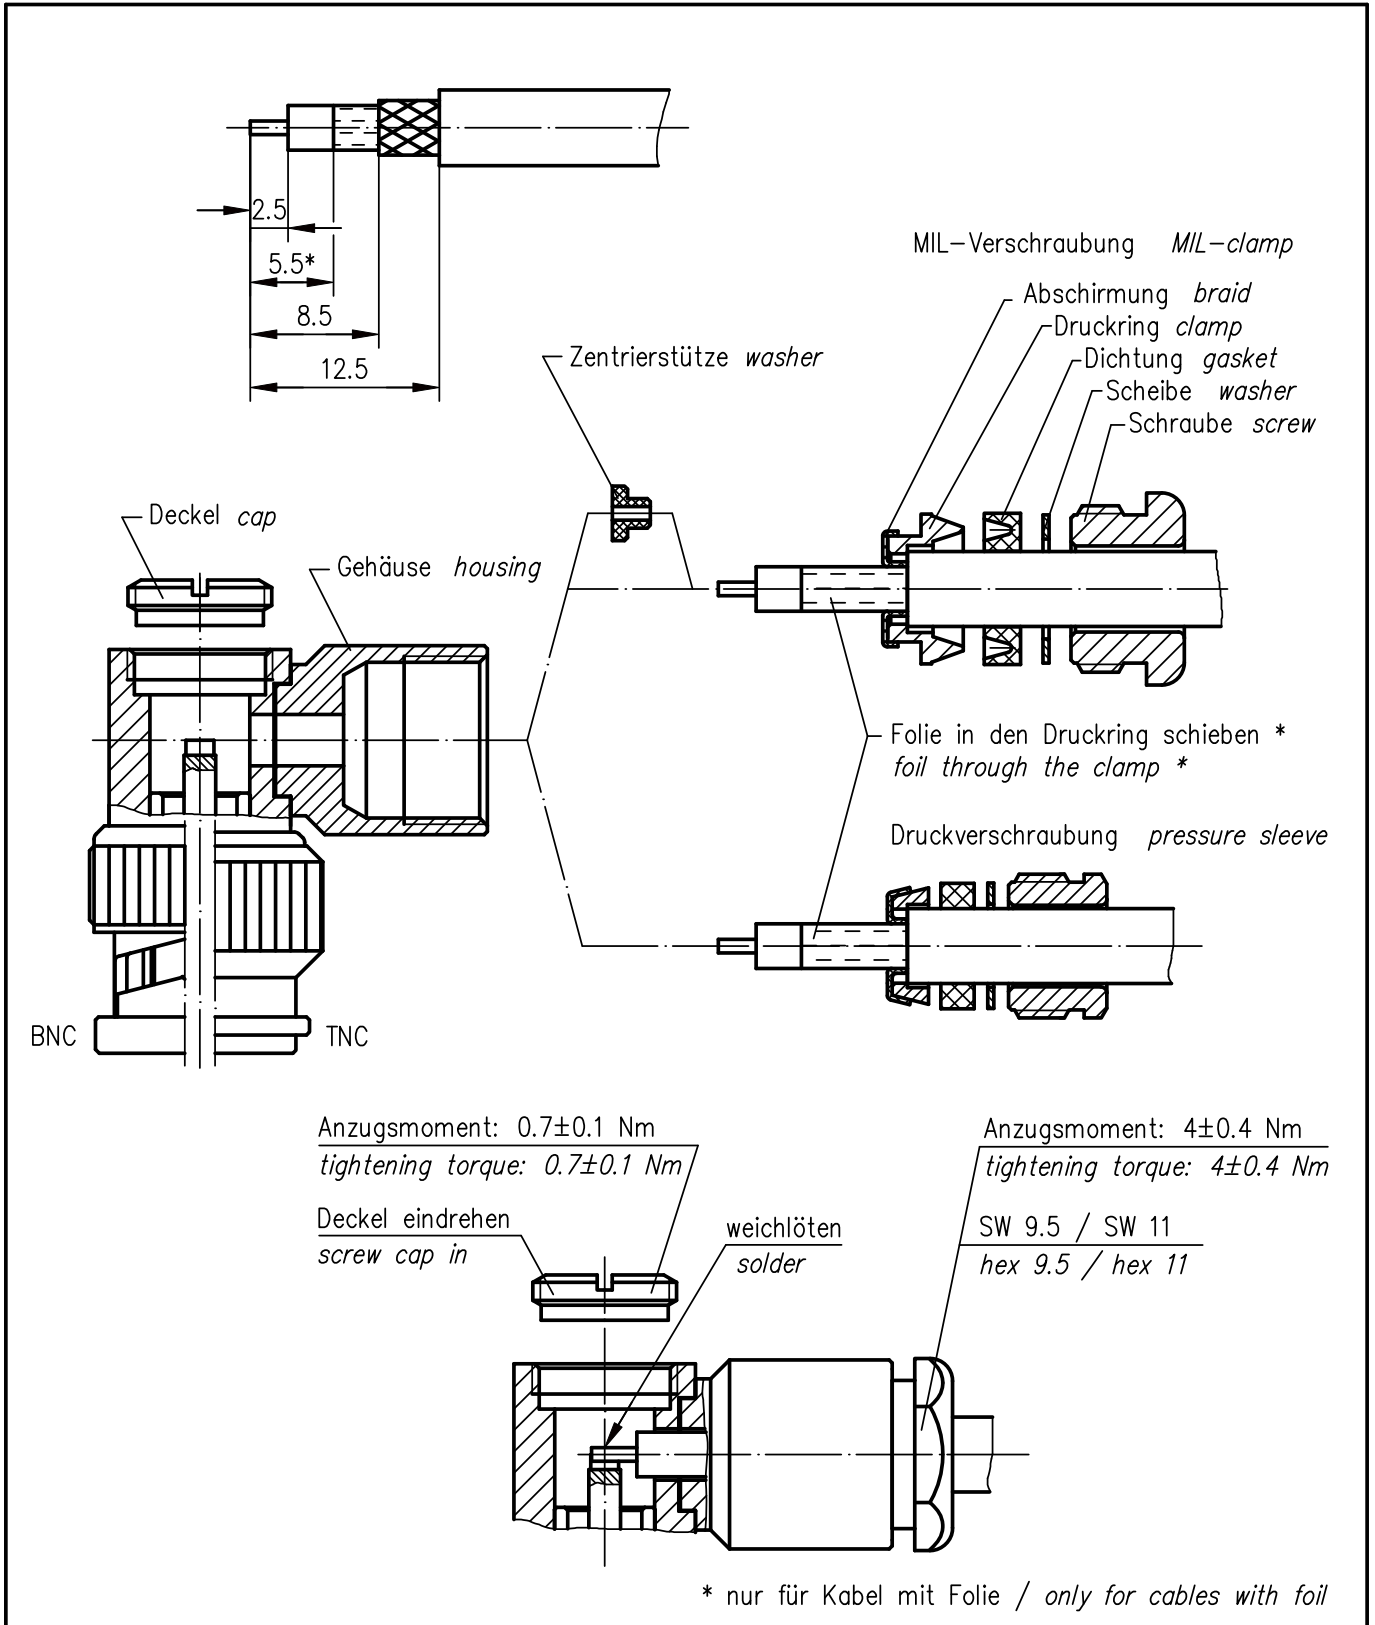 2.5
5.5*
8.5
12.5
MIL-Verschraubung MIL-clamp
Abschirmung braid
Druckring clamp
Dichtung gasket
Scheibe washer
Schraube screw
Zentrierstütze washer
Deckel cap
Gehäuse housing
Folie in den Druckring schieben *
foil through the clamp *
Druckverschraubung pressure sleeve
BNC
TNC
Anzugsmoment: 0.7±0.1 Nm
tightening torque: 0.7±0.1 Nm
Anzugsmoment: 4±0.4 Nm
tightening torque: 4±0.4 Nm
Deckel eindrehen
screw cap in
weichlöten
solder
SW 9.5 / SW 11
hex 9.5 / hex 11
* nur für Kabel mit Folie / only for cables with foil